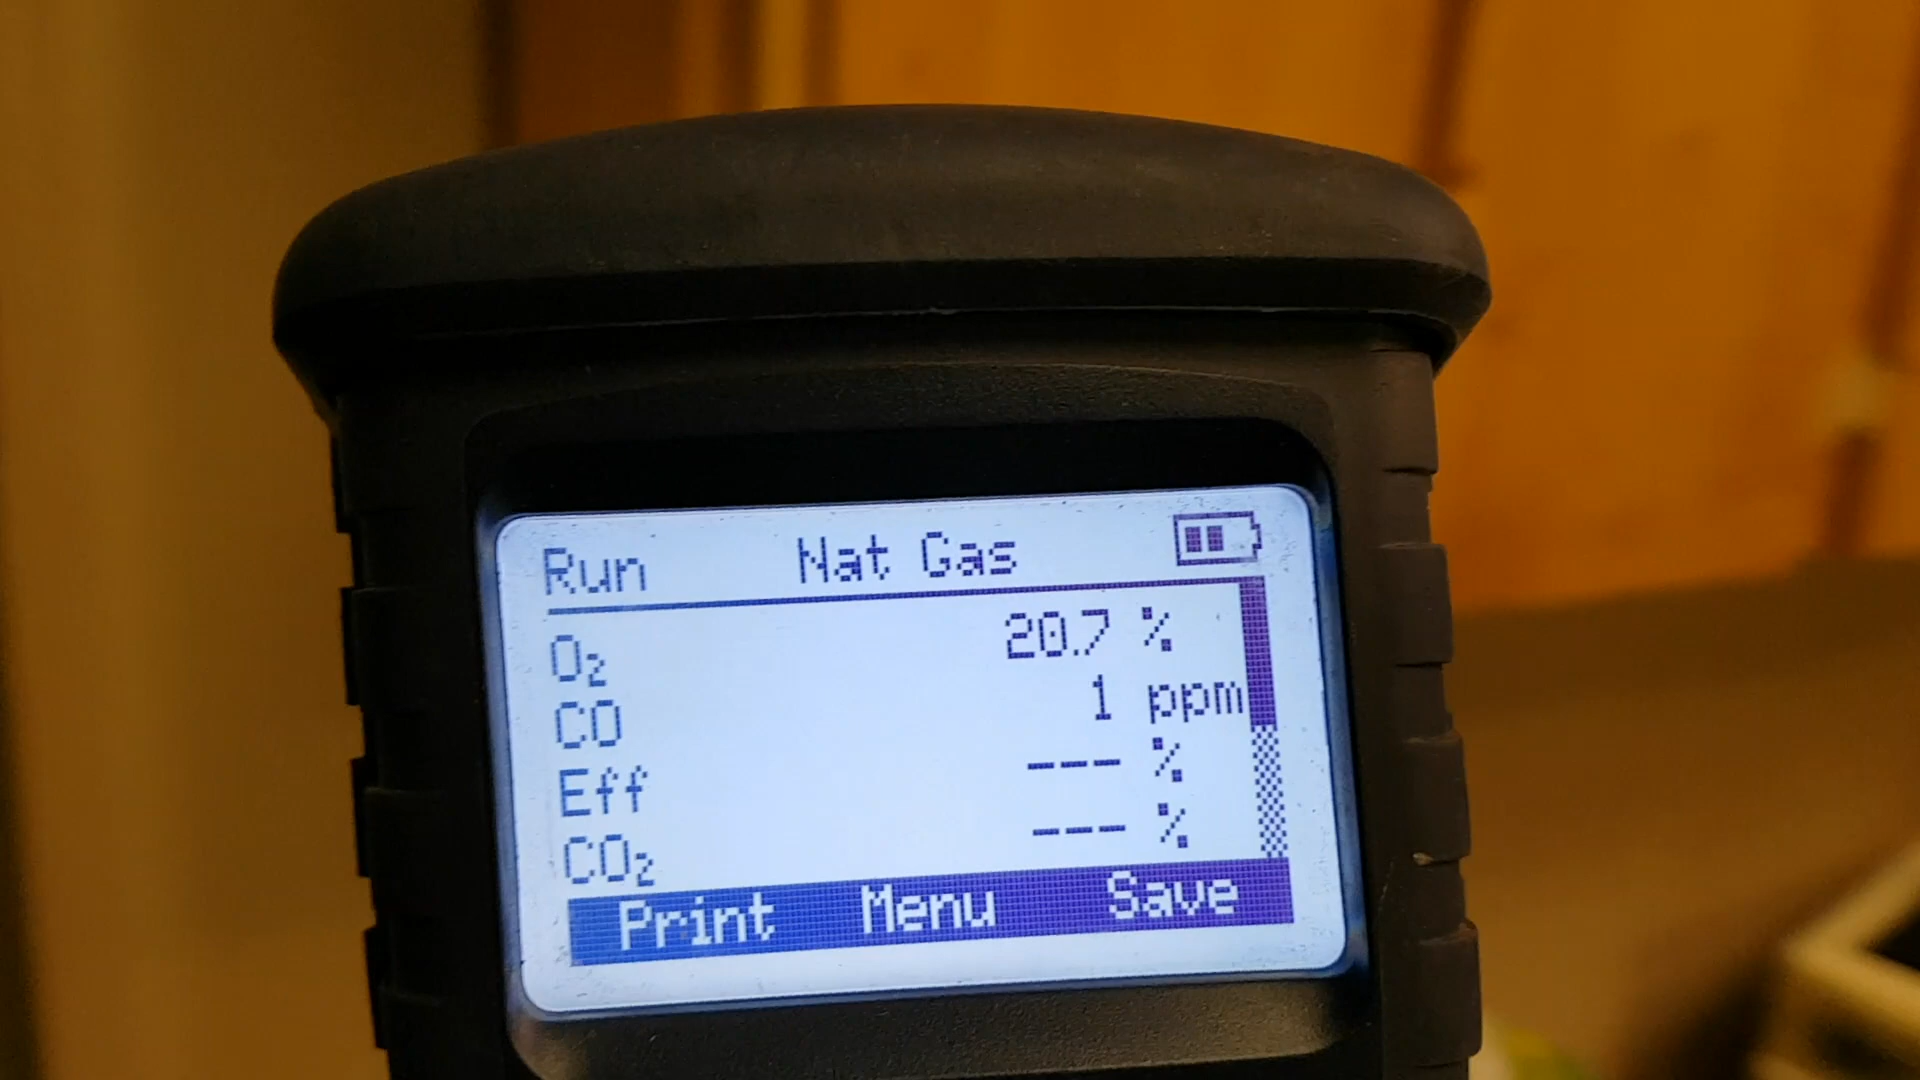 Run Nat Gas
O₂ 20.7 %
CO 1 ppm
Eff --- %
CO₂ --- %
Print Menu Save